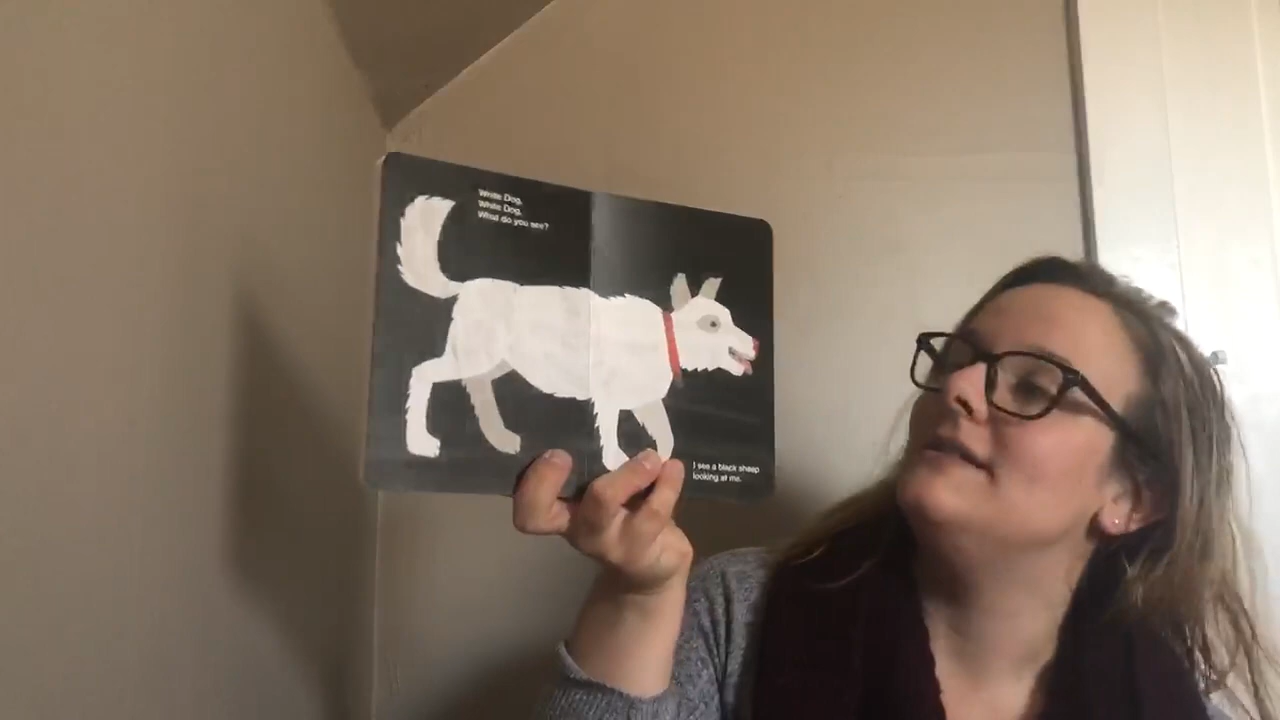 White Dog,
White Dog,
What do you see?
I see a black sheep
looking at me.